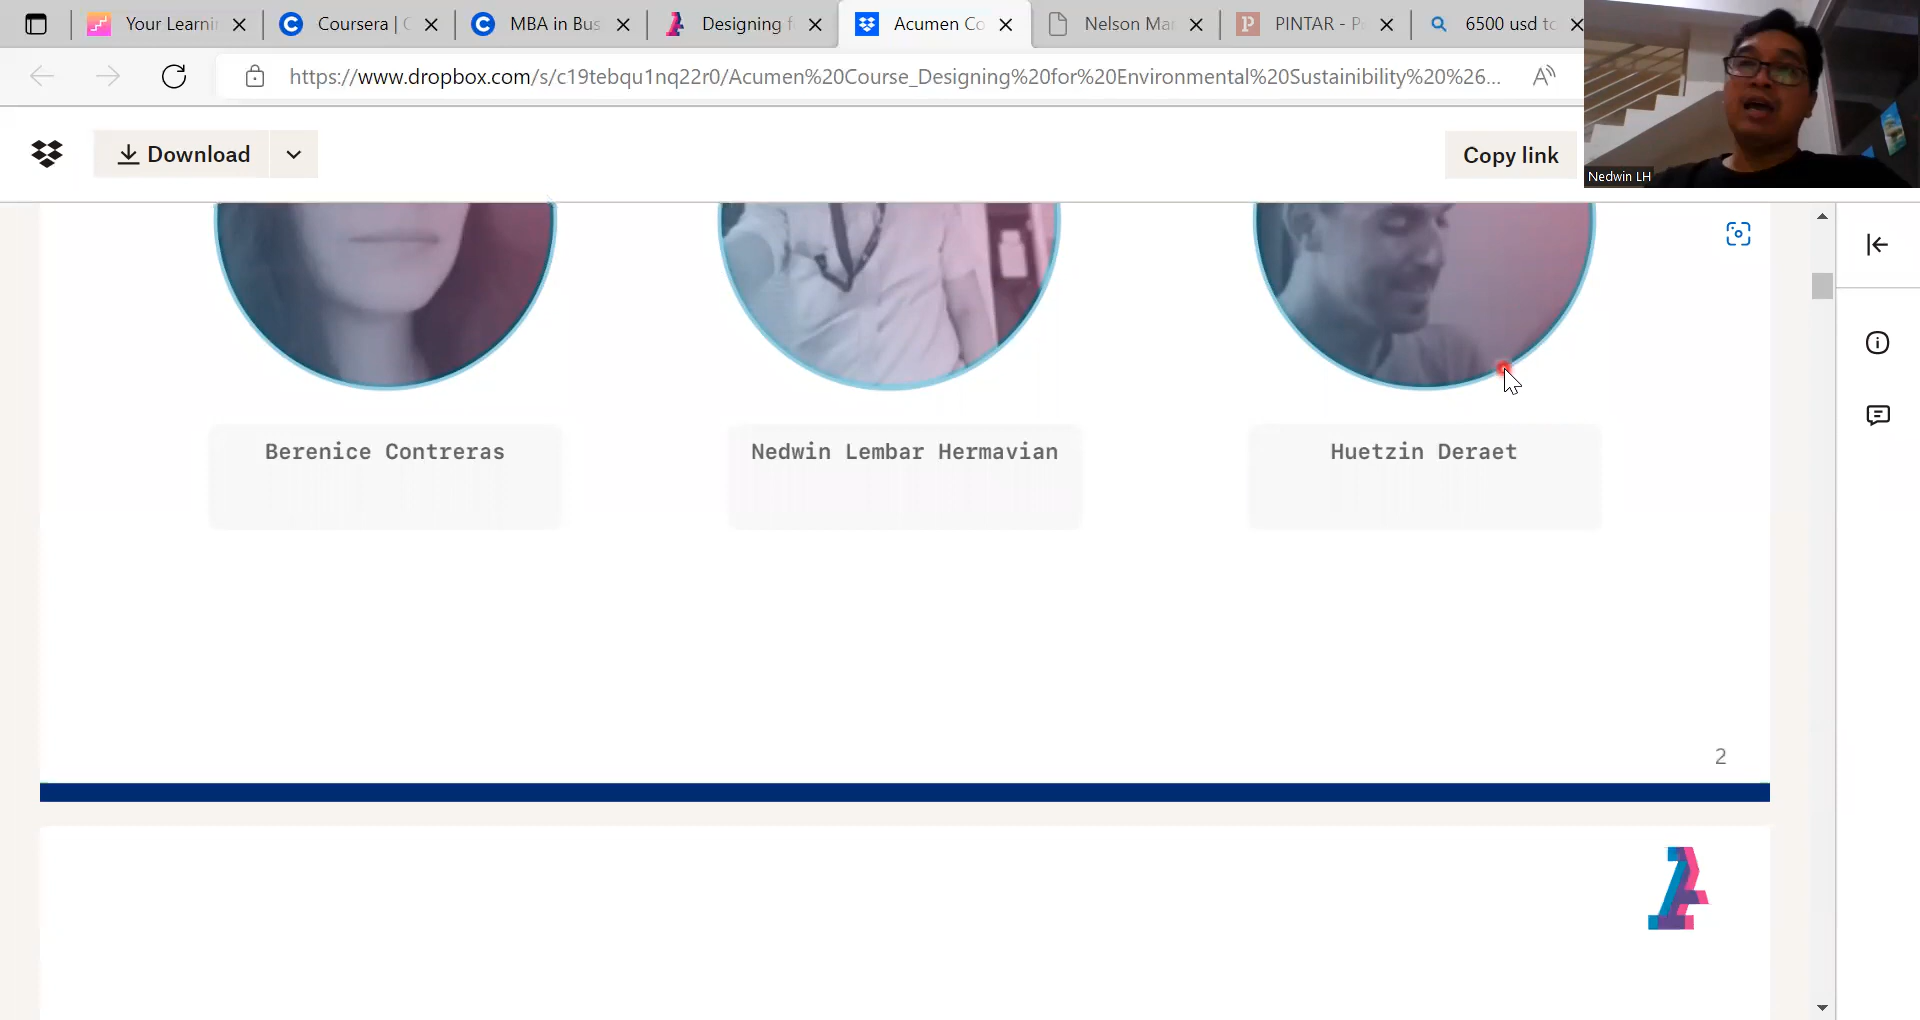 Your Learnin
Coursera | C
MBA in Bus
Designing f
Acumen Co
Nelson Mar
PINTAR - P
6500 usd to
https://www.dropbox.com/s/c19tebqu1nq22r0/Acumen%20Course_Designing%20for%20Environmental%20Sustainibility%20%26...
Download
Copy link
Nedwin LH
Berenice Contreras
Nedwin Lembar Hermavian
Huetzin Deraet
2